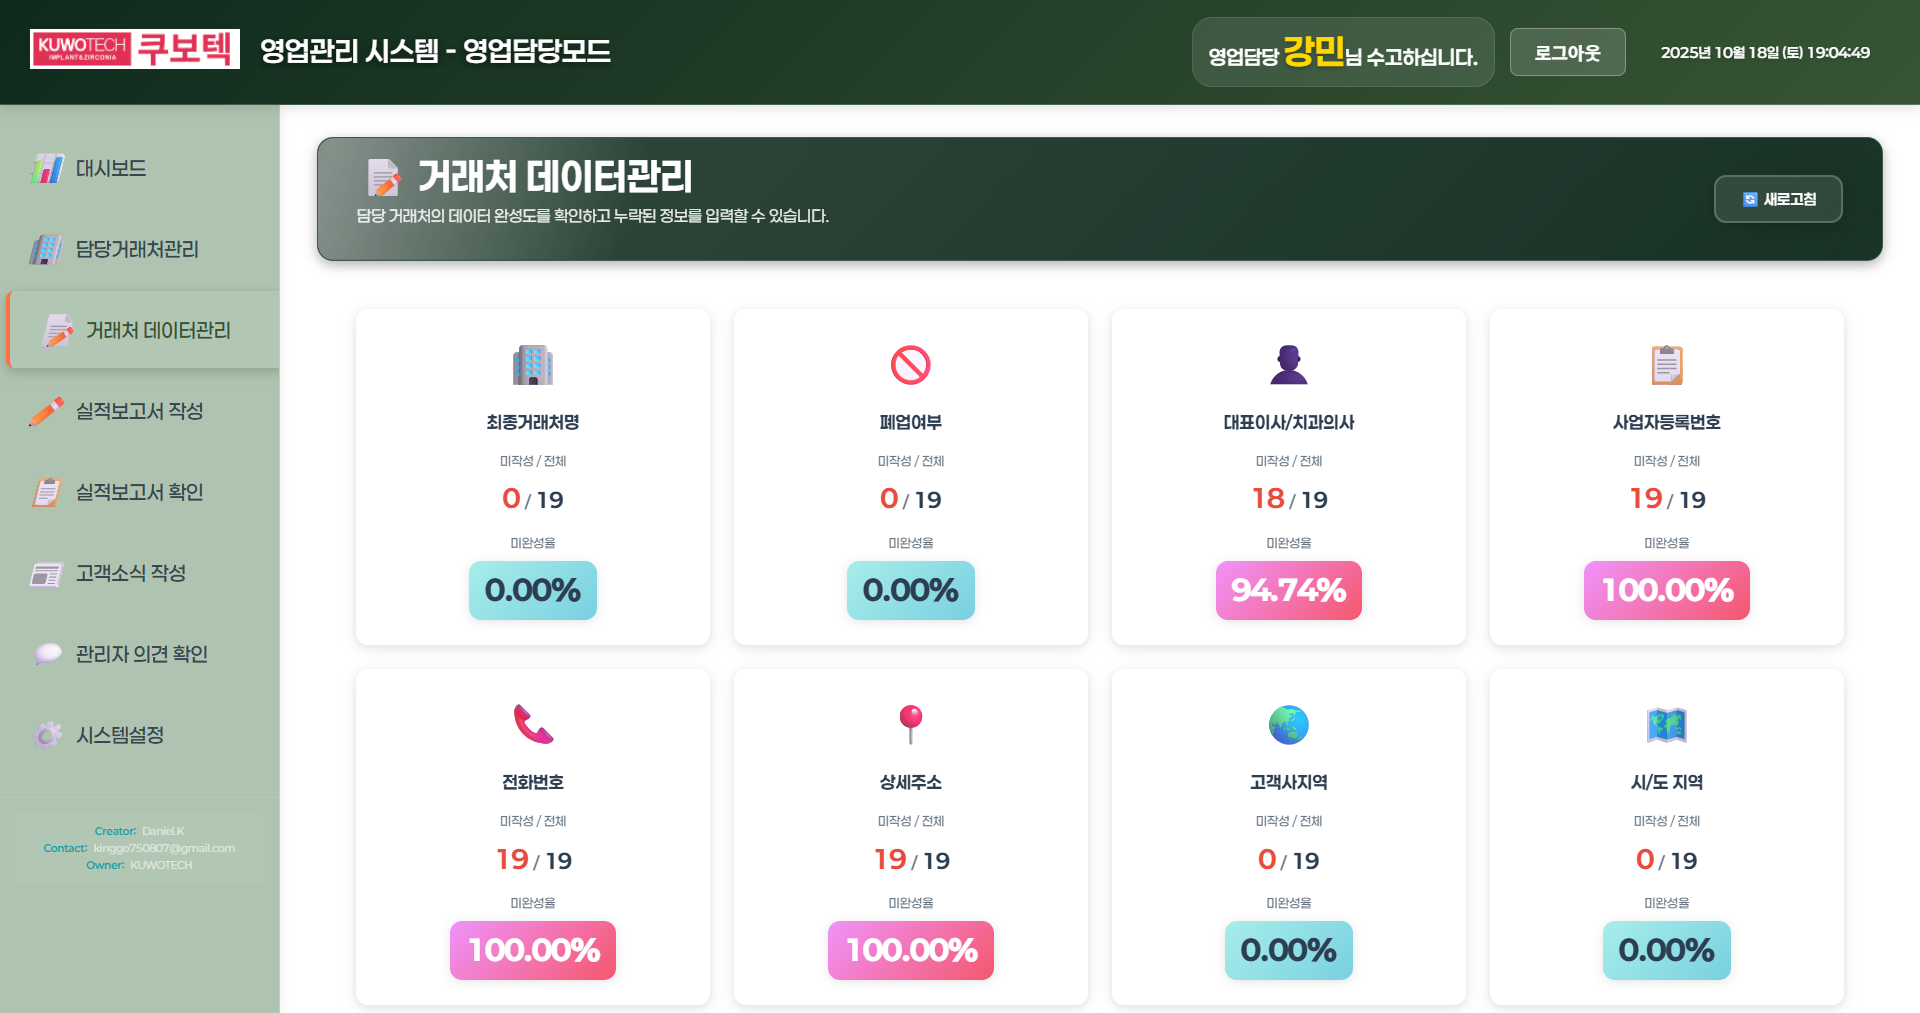 KUWOTECH 쿠보텍
IMPLANT&ZIRCONIA
영업관리 시스템 - 영업담당모드
영업담당 강민님 수고하십니다.
로그아웃
2025년 10월 18일 (토) 19:04:49
대시보드
담당거래처관리
거래처 데이터관리
실적보고서 작성
실적보고서 확인
고객소식 작성
관리자 의견 확인
시스템설정
Creator: Daniel.K
Contact: kinggo750807@gmail.com
Owner: KUWOTECH
거래처 데이터관리
담당 거래처의 데이터 완성도를 확인하고 누락된 정보를 입력할 수 있습니다.
새로고침
최종거래처명
미작성 / 전체
0 / 19
미완성율
0.00%
폐업여부
미작성 / 전체
0 / 19
미완성율
0.00%
대표이사/치과의사
미작성 / 전체
18 / 19
미완성율
94.74%
사업자등록번호
미작성 / 전체
19 / 19
미완성율
100.00%
전화번호
미작성 / 전체
19 / 19
미완성율
100.00%
상세주소
미작성 / 전체
19 / 19
미완성율
100.00%
고객사지역
미작성 / 전체
0 / 19
미완성율
0.00%
시/도 지역
미작성 / 전체
0 / 19
미완성율
0.00%